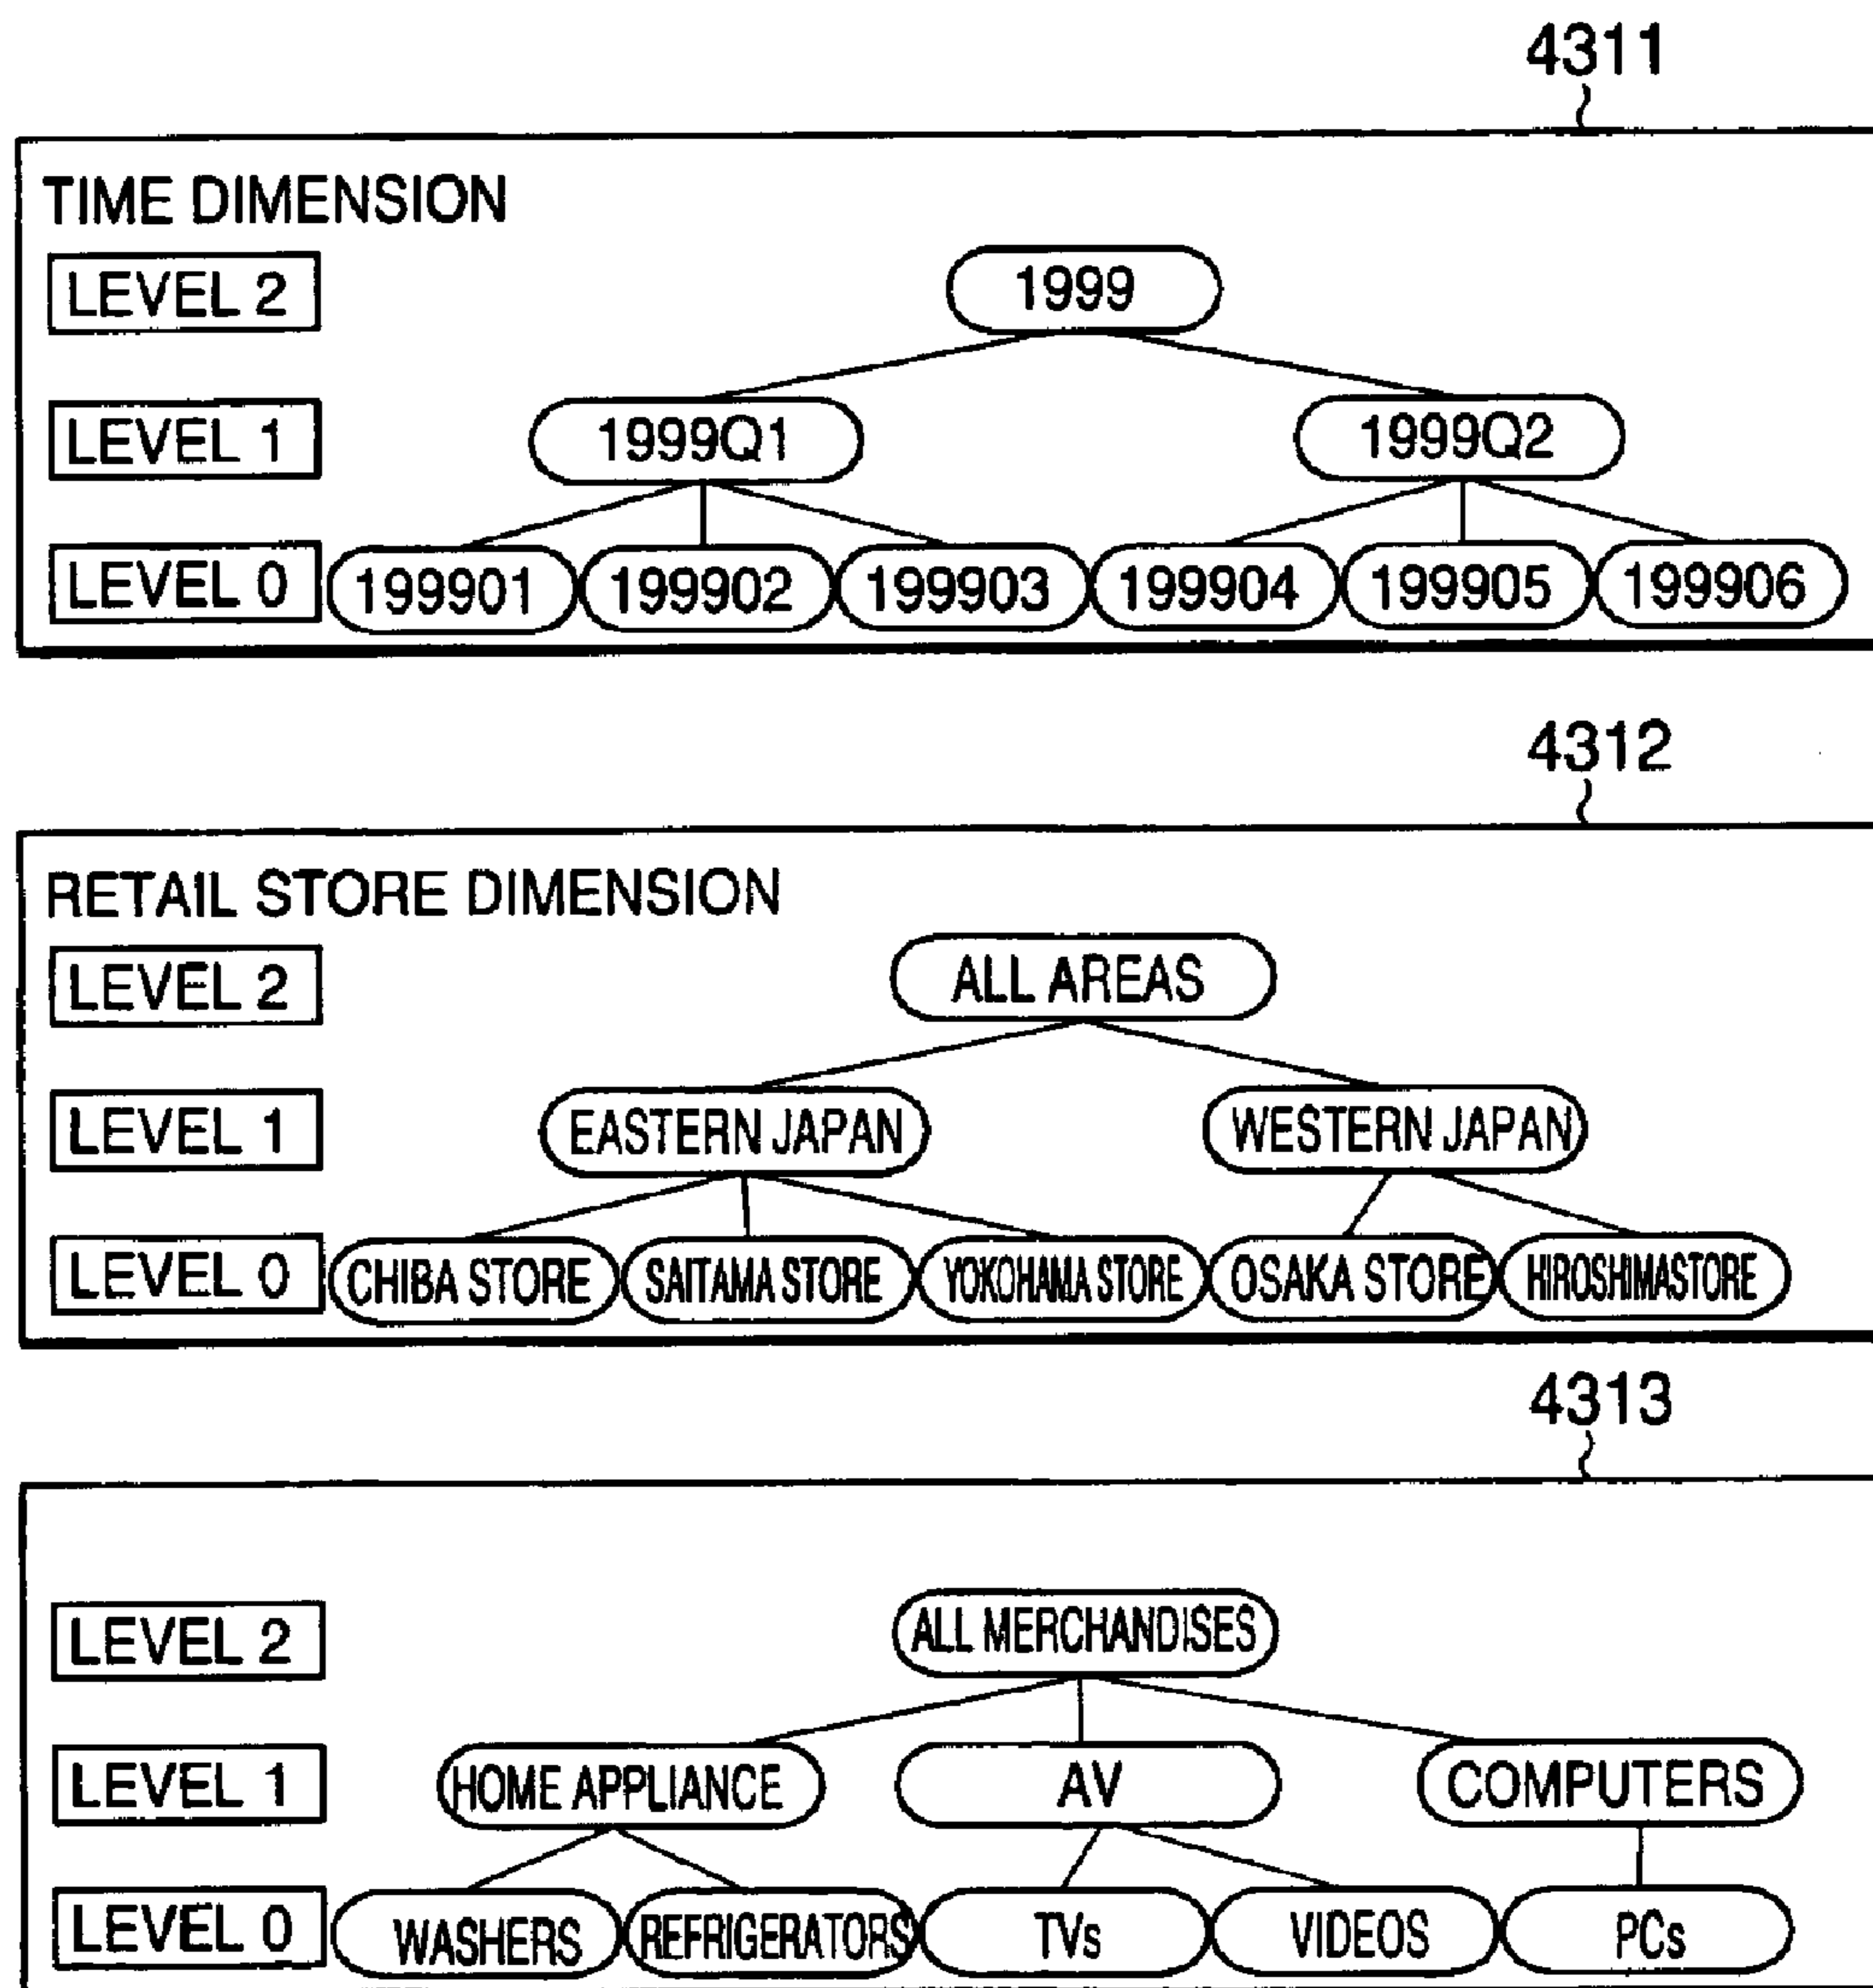 4311
TIME DIMENSION
LEVEL 2 1999
LEVEL 1 1999Q1 1999Q2
LEVEL 0 199901 199902 199903 199904 199905 199906
4312
RETAIL STORE DIMENSION
LEVEL 2 ALL AREAS
LEVEL 1 EASTERN JAPAN WESTERN JAPAN
LEVEL 0 CHIBA STORE SAITAMA STORE YOKOHAMA STORE OSAKA STORE HIROSHIMASTORE
4313
LEVEL 2 ALL MERCHANDISES
LEVEL 1 HOME APPLIANCE AV COMPUTERS
LEVEL 0 WASHERS REFRIGERATORS TVs VIDEOS PCs